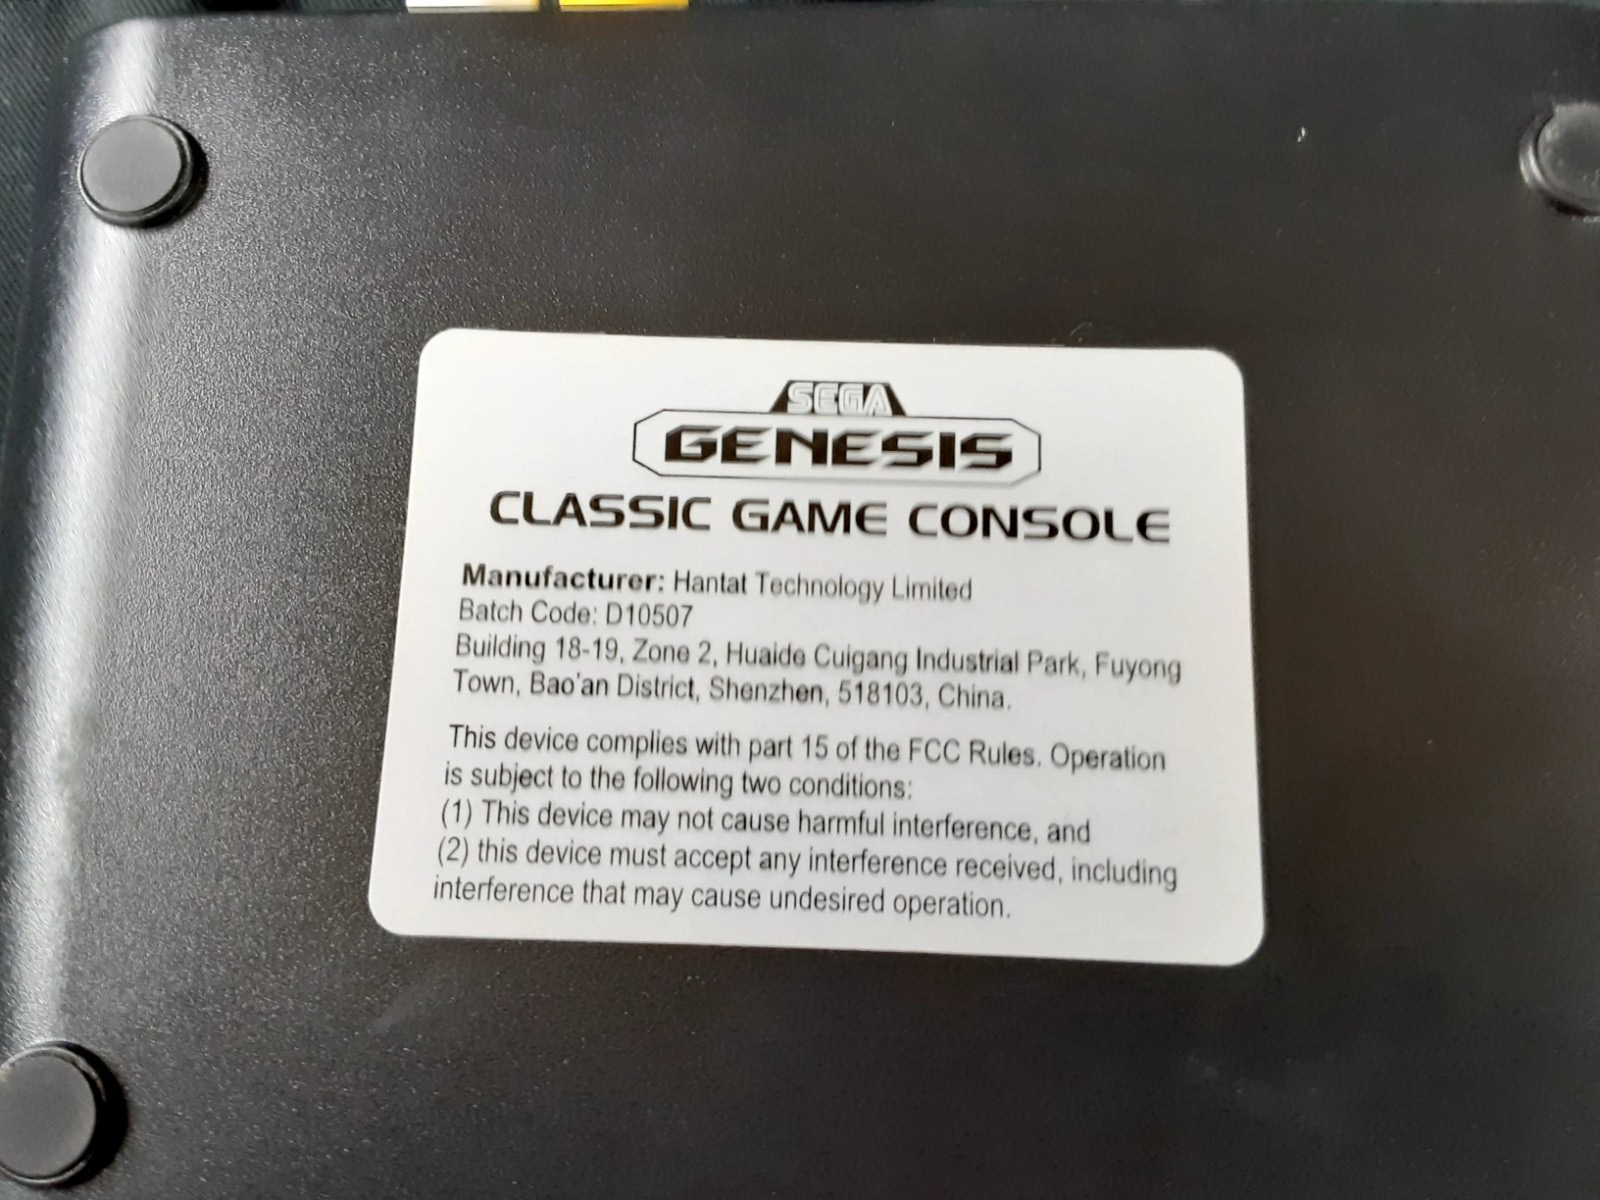 SEGA
GENESIS
CLASSIC GAME CONSOLE
Manufacturer: Hantat Technology Limited
Batch Code: D10507
Building 18-19, Zone 2, Huaide Cuigang Industrial Park, Fuyong
Town, Bao'an District, Shenzhen, 518103, China.
This device complies with part 15 of the FCC Rules. Operation
is subject to the following two conditions:
(1) This device may not cause harmful interference, and
(2) this device must accept any interference received, including
interference that may cause undesired operation.